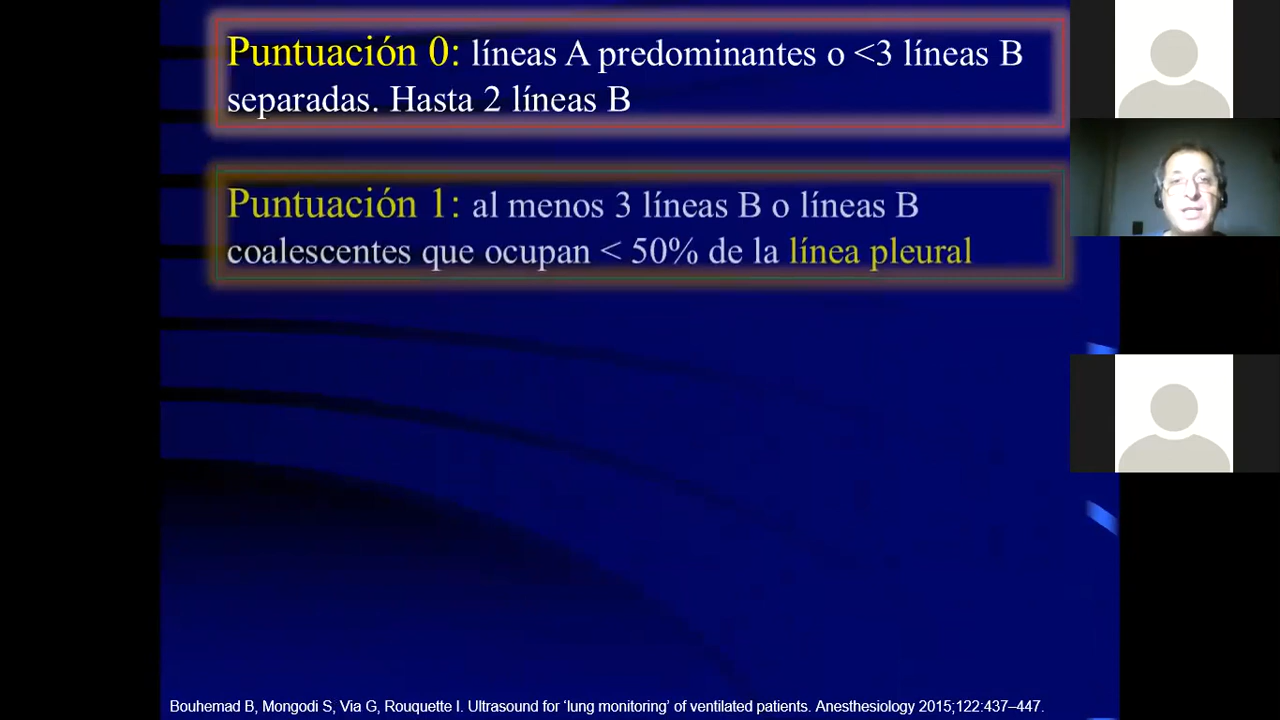 Puntuación 0: líneas A predominantes o <3 líneas B
separadas. Hasta 2 líneas B
Puntuación 1: al menos 3 líneas B o líneas B
coalescentes que ocupan < 50% de la línea pleural
Bouhemad B, Mongodi S, Via G, Rouquette I. Ultrasound for ‘lung monitoring’ of ventilated patients. Anesthesiology 2015;122:437–447.